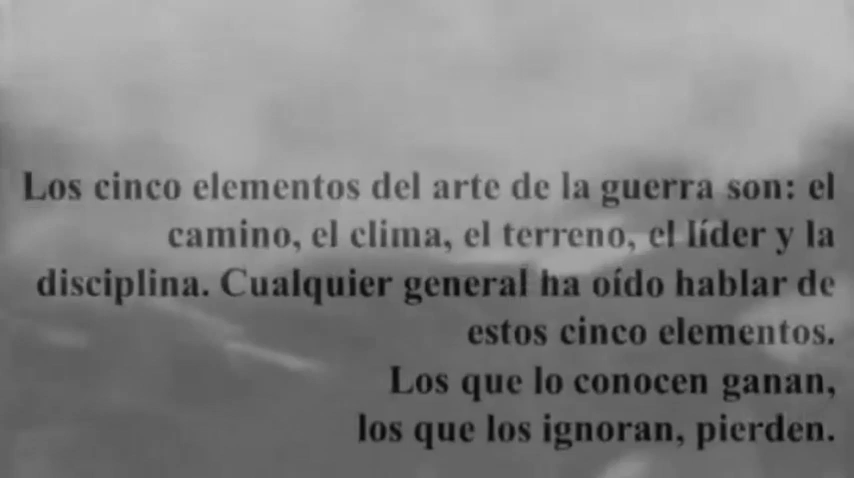 Los cinco elementos del arte de la guerra son: el
camino, el clima, el terreno, el líder y la
disciplina. Cualquier general ha oído hablar de
estos cinco elementos.
Los que lo conocen ganan,
los que los ignoran, pierden.